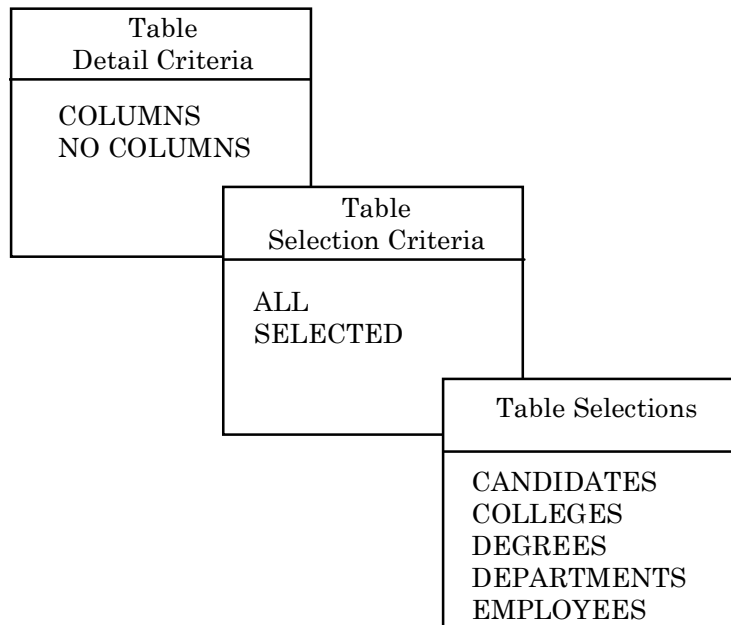 Table
Detail Criteria
COLUMNS
NO COLUMNS
Table
Selection Criteria
ALL
SELECTED
Table Selections
CANDIDATES
COLLEGES
DEGREES
DEPARTMENTS
EMPLOYEES